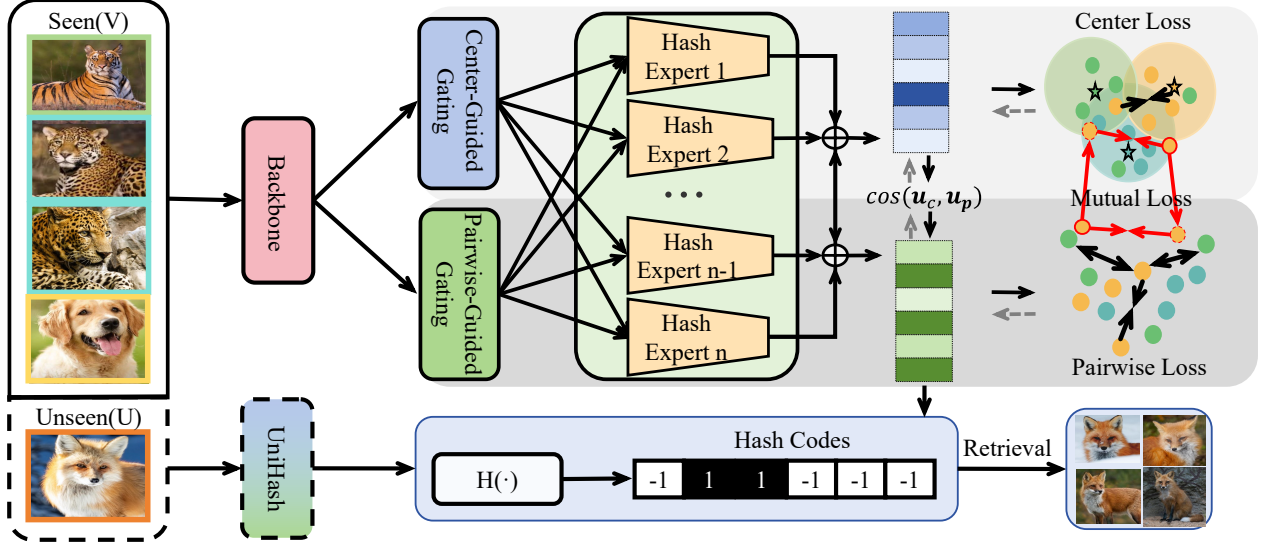 Seen(V)
Backbone
Center-Guided
Gating
Pairwise-Guided
Gating
Hash
Expert 1
Hash
Expert 2
...
Hash
Expert n-1
Hash
Expert n
cos(u_c, u_p)
Center Loss
Mutual Loss
Pairwise Loss
Unseen(U)
UniHash
H(·)
Hash Codes
-1 1 1 -1 -1 -1
Retrieval